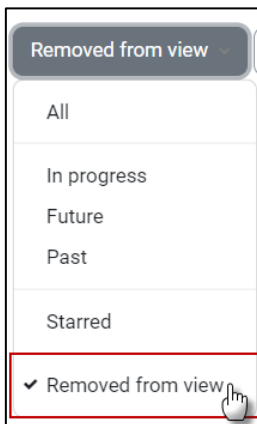 Removed from view
All
In progress
Future
Past
Starred
Removed from view